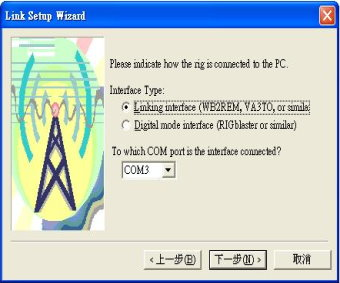 Link Setup Wizard
Please indicate how the rig is connected to the PC.
Interface Type:
Linking interface (WB2REM, VA3TO, or simila
Digital mode interface (RIGblaster or similar)
To which COM port is the interface connected?
COM3
<上一步(B) 下一步(N)> 取消